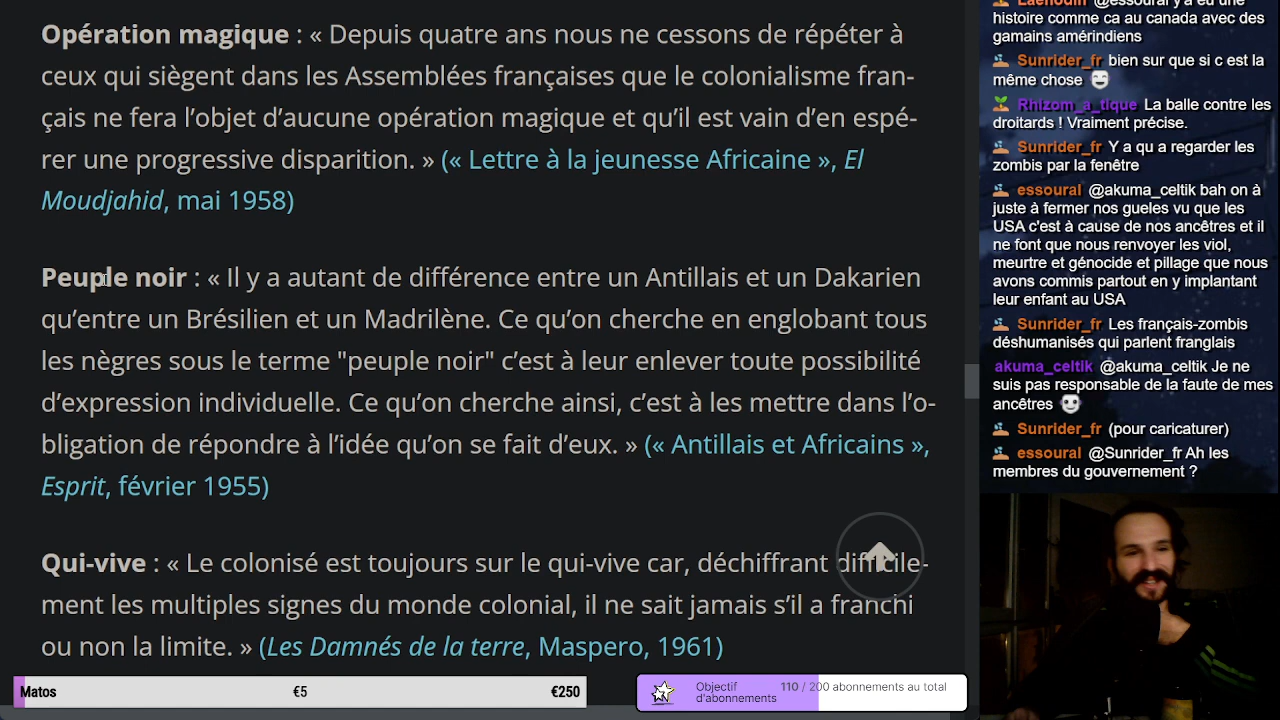 Opération magique : « Depuis quatre ans nous ne cessons de répéter à
ceux qui siègent dans les Assemblées françaises que le colonialisme fran-
çais ne fera l’objet d’aucune opération magique et qu’il est vain d’en espé-
rer une progressive disparition. » (« Lettre à la jeunesse Africaine », El
Moudjahid, mai 1958)
Peuple noir : « Il y a autant de différence entre un Antillais et un Dakarien
qu’entre un Brésilien et un Madrilène. Ce qu’on cherche en englobant tous
les nègres sous le terme "peuple noir" c’est à leur enlever toute possibilité
d’expression individuelle. Ce qu’on cherche ainsi, c’est à les mettre dans l’o-
bligation de répondre à l’idée qu’on se fait d’eux. » (« Antillais et Africains »,
Esprit, février 1955)
Qui-vive : « Le colonisé est toujours sur le qui-vive car, déchiffrant difficile-
ment les multiples signes du monde colonial, il ne sait jamais s’il a franchi
ou non la limite. » (Les Damnés de la terre, Maspero, 1961)
Matos €5 €250
Objectif 110 / 200 abonnements au total
d'abonnements
Laehodin @essoural y'a eu une
histoire comme ca au canada avec des
gamains amérindiens
Sunrider_fr bien sur que si c est la
même chose
Rhizom_a_tique La balle contre les
droitards ! Vraiment précise.
Sunrider_fr Y a qu a regarder les
zombis par la fenêtre
essoural @akuma_celtik bah on à
juste à fermer nos gueles vu que les
USA c'est à cause de nos ancêtres et il
ne font que nous renvoyer les viol,
meurtre et génocide et pillage que nous
avons commis partout en y implantant
leur enfant au USA
Sunrider_fr Les français-zombis
déshumanisés qui parlent franglais
akuma_celtik @akuma_celtik Je ne
suis pas responsable de la faute de mes
ancêtres
Sunrider_fr (pour caricaturer)
essoural @Sunrider_fr Ah les
membres du gouvernement ?